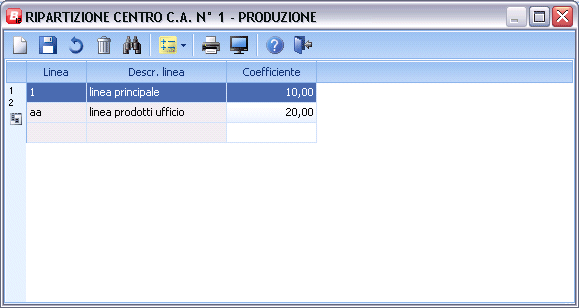 RIPARTIZIONE CENTRO C.A. N° 1 - PRODUZIONE
Linea Descr. linea Coefficiente
1 1 linea principale 10,00
2 aa linea prodotti ufficio 20,00